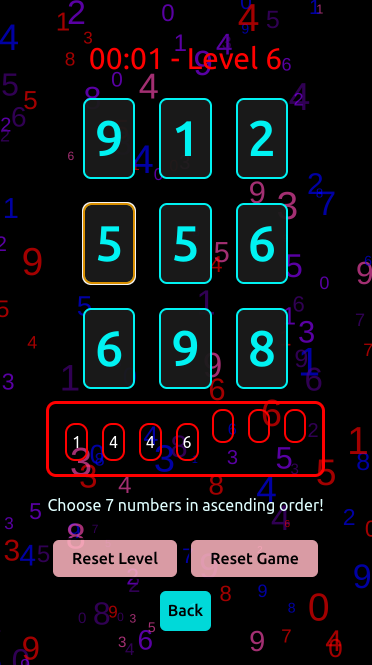 00:01 - Level 6
9 1 2
5 5 6
6 9 8
1 4 4 6
Choose 7 numbers in ascending order!
Reset Level Reset Game
Back